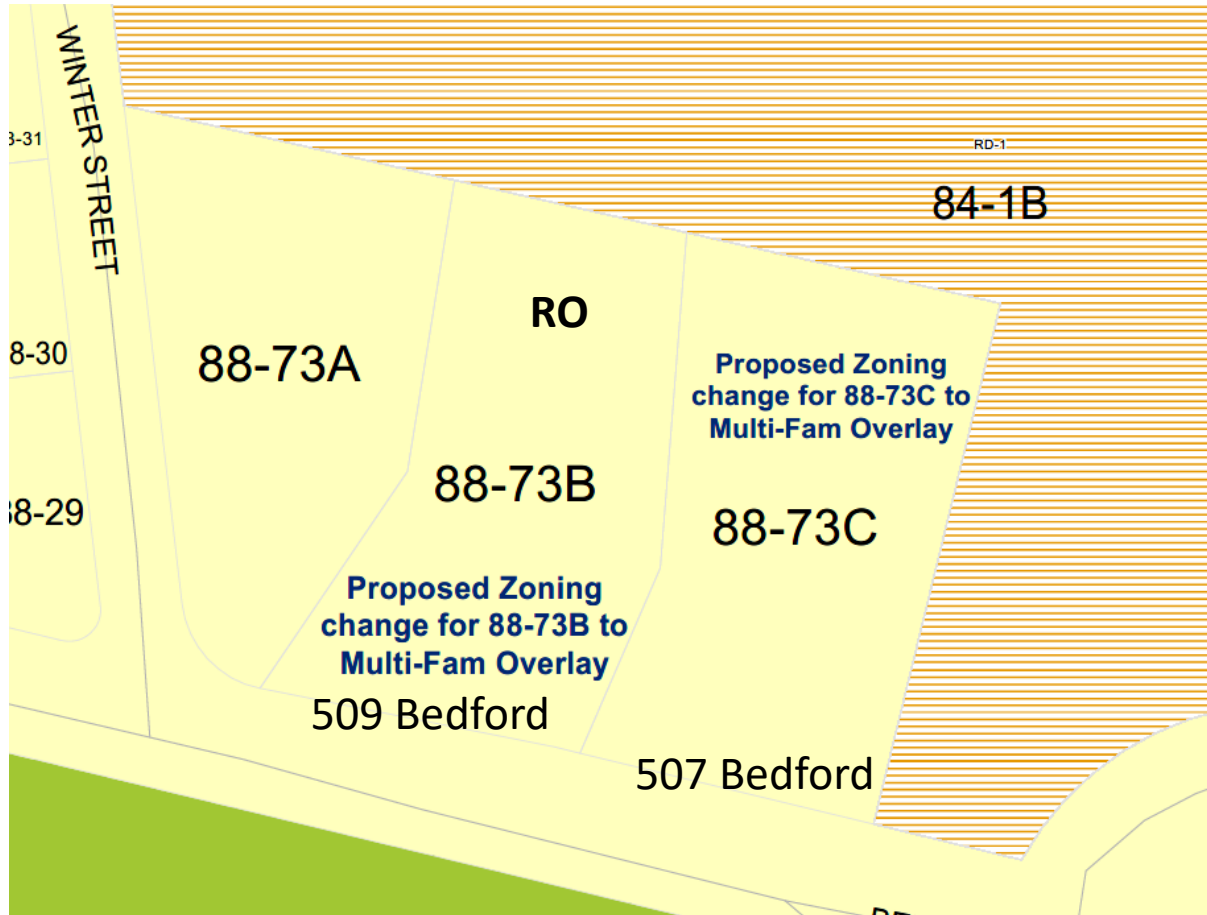 WINTER STREET
8-31
RD-1
84-1B
RO
8-30
88-73A
Proposed Zoning
change for 88-73C to
Multi-Fam Overlay
88-73B
88-29
88-73C
Proposed Zoning
change for 88-73B to
Multi-Fam Overlay
509 Bedford
507 Bedford